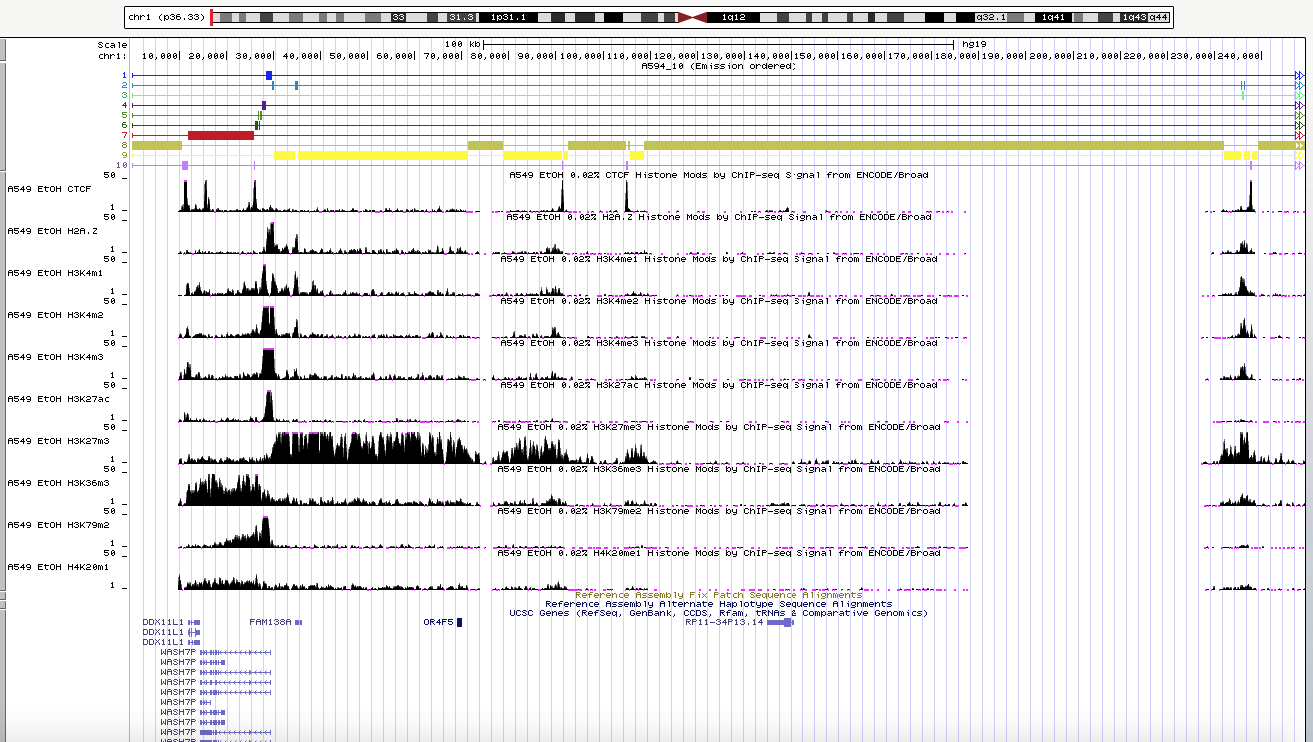 chr1 (p36.33) 33 31.3 1p31.1 1q12 q32.1 1q41 1q43 q44
Scale 100 kb hg19
chr1: 10,000 20,000 30,000 40,000 50,000 60,000 70,000 80,000 90,000 100,000 110,000 120,000 130,000 140,000 150,000 160,000 170,000 180,000 190,000 200,000 210,000 220,000 230,000 240,000
A594_10 (Emission ordered)
1
2
3
4
5
6
7
8
9
10
A549 EtOH 0.02% CTCF Histone Mods by ChIP-seq Signal from ENCODE/Broad
50 _
A549 EtOH CTCF
1 _
A549 EtOH 0.02% H2A.Z Histone Mods by ChIP-seq Signal from ENCODE/Broad
50 _
A549 EtOH H2A.Z
1 _
A549 EtOH 0.02% H3K4me1 Histone Mods by ChIP-seq Signal from ENCODE/Broad
50 _
A549 EtOH H3K4m1
1 _
A549 EtOH 0.02% H3K4me2 Histone Mods by ChIP-seq Signal from ENCODE/Broad
50 _
A549 EtOH H3K4m2
1 _
A549 EtOH 0.02% H3K4me3 Histone Mods by ChIP-seq Signal from ENCODE/Broad
50 _
A549 EtOH H3K4m3
1 _
A549 EtOH 0.02% H3K27ac Histone Mods by ChIP-seq Signal from ENCODE/Broad
50 _
A549 EtOH H3K27ac
1 _
A549 EtOH 0.02% H3K27me3 Histone Mods by ChIP-seq Signal from ENCODE/Broad
50 _
A549 EtOH H3K27m3
1 _
A549 EtOH 0.02% H3K36me3 Histone Mods by ChIP-seq Signal from ENCODE/Broad
50 _
A549 EtOH H3K36m3
1 _
A549 EtOH 0.02% H3K79me2 Histone Mods by ChIP-seq Signal from ENCODE/Broad
50 _
A549 EtOH H3K79m2
1 _
A549 EtOH 0.02% H4K20me1 Histone Mods by ChIP-seq Signal from ENCODE/Broad
50 _
A549 EtOH H4K20m1
1 _
Reference Assembly Fix Patch Sequence Alignments
Reference Assembly Alternate Haplotype Sequence Alignments
UCSC Genes (RefSeq, GenBank, CCDS, Rfam, tRNAs & Comparative Genomics)
DDX11L1 FAM138A OR4F5 RP11-34P13.14
DDX11L1
DDX11L1
WASH7P
WASH7P
WASH7P
WASH7P
WASH7P
WASH7P
WASH7P
WASH7P
WASH7P
WASH7P